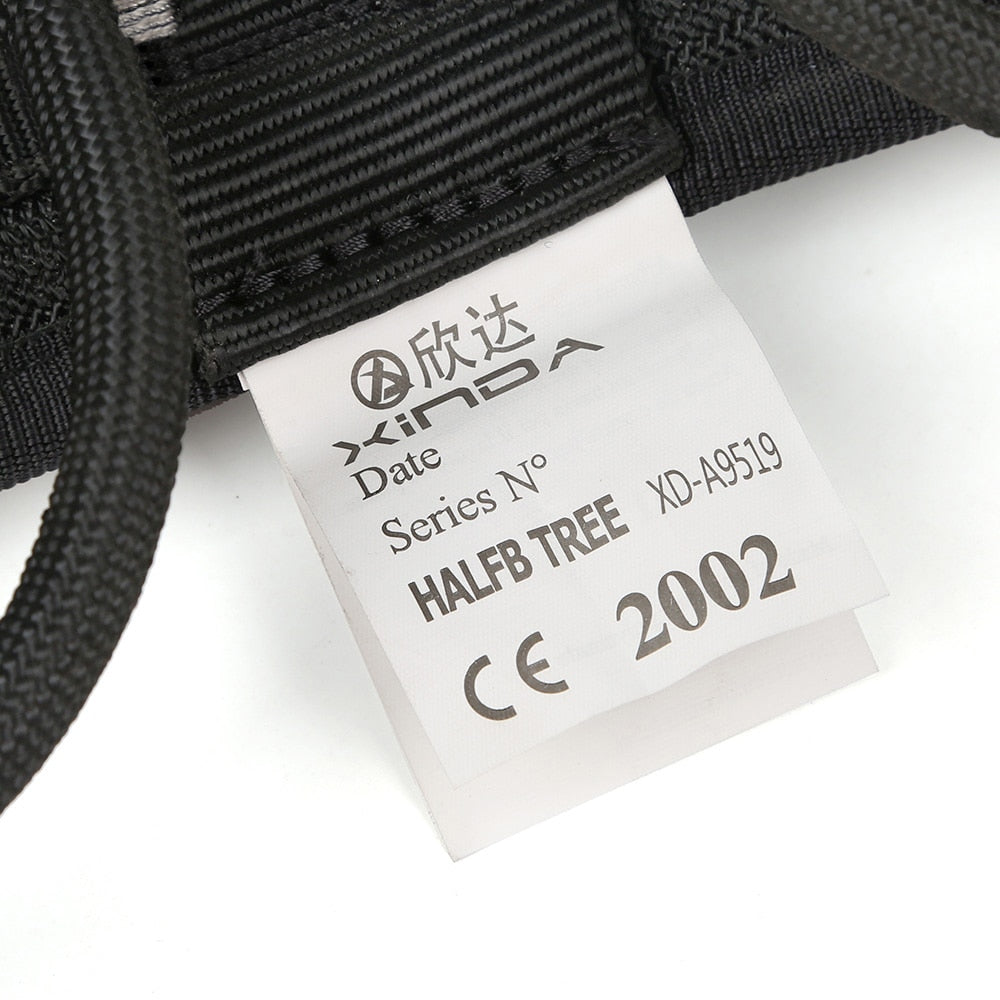 欣达
XINDA
Date
Series N°
HALFB TREE XD-A9519
CE 2002